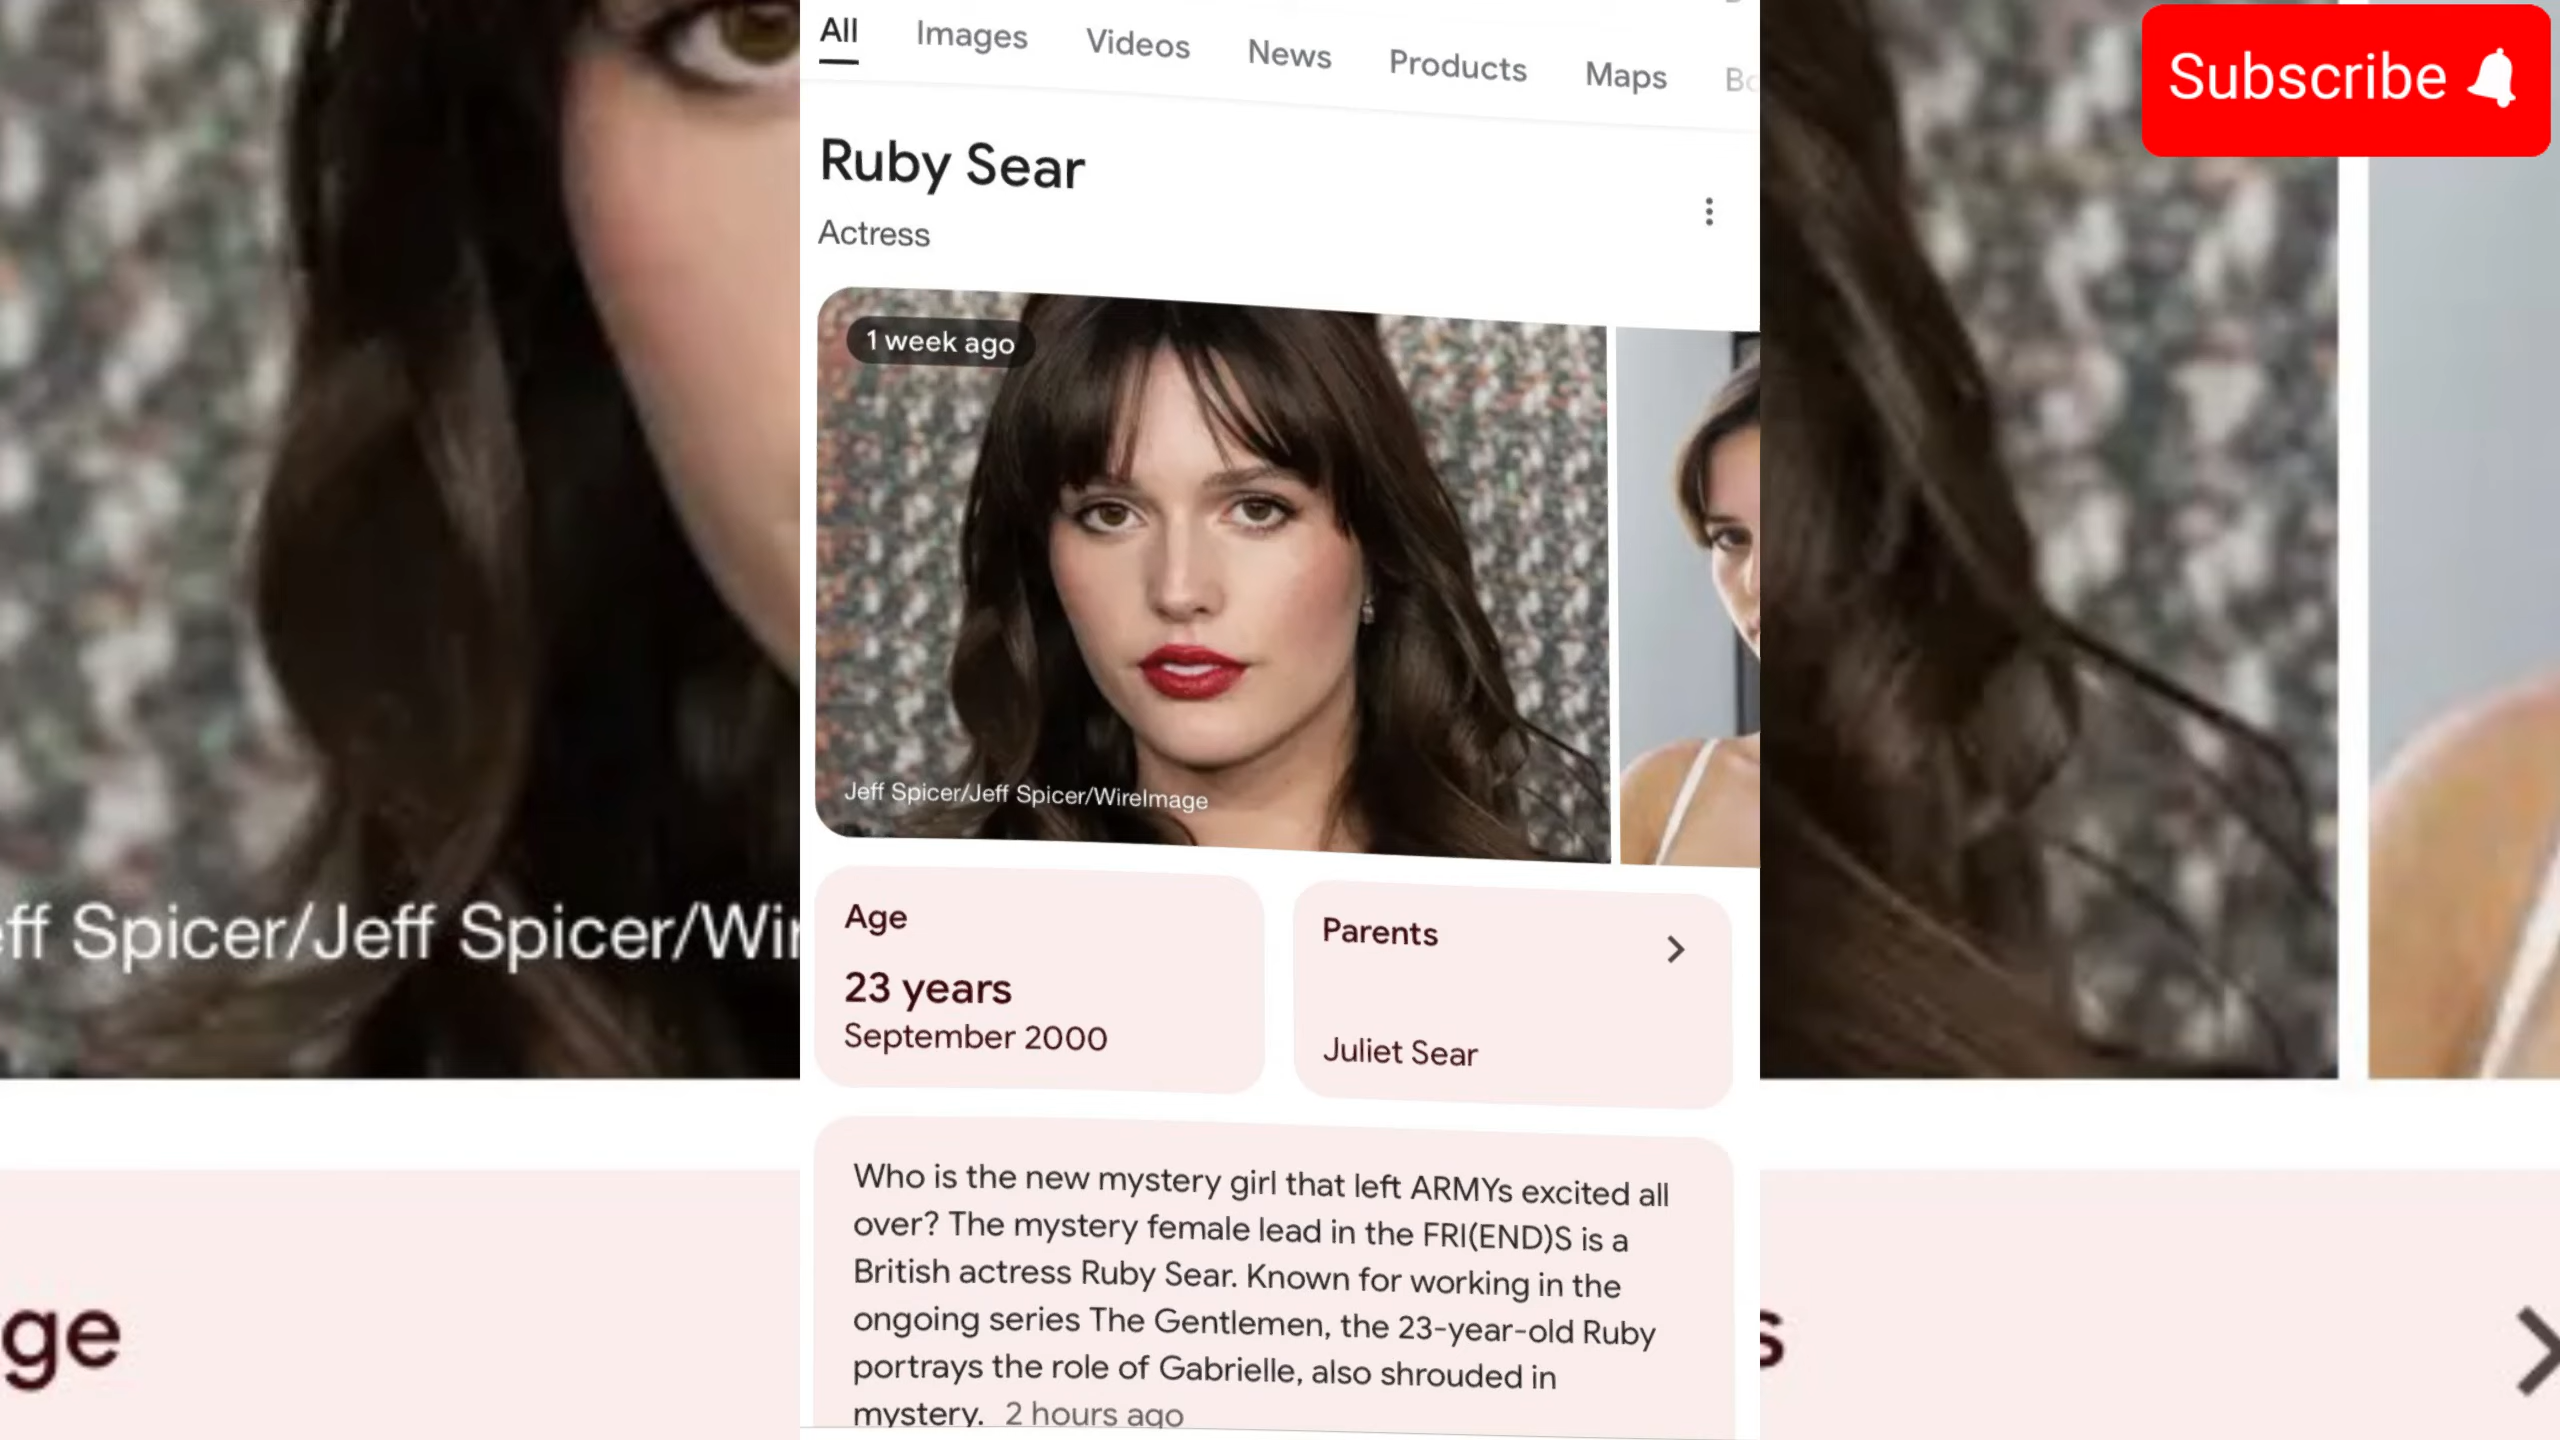 All Images Videos News Products Maps
Subscribe
Ruby Sear
Actress
1 week ago
Jeff Spicer/Jeff Spicer/WireImage
ff Spicer/Jeff Spicer/Wir
Age
23 years
September 2000
Parents
Juliet Sear
Who is the new mystery girl that left ARMYs excited all
over? The mystery female lead in the FRI(END)S is a
British actress Ruby Sear. Known for working in the
ongoing series The Gentlemen, the 23-year-old Ruby
portrays the role of Gabrielle, also shrouded in
mystery. 2 hours ago
ge
s